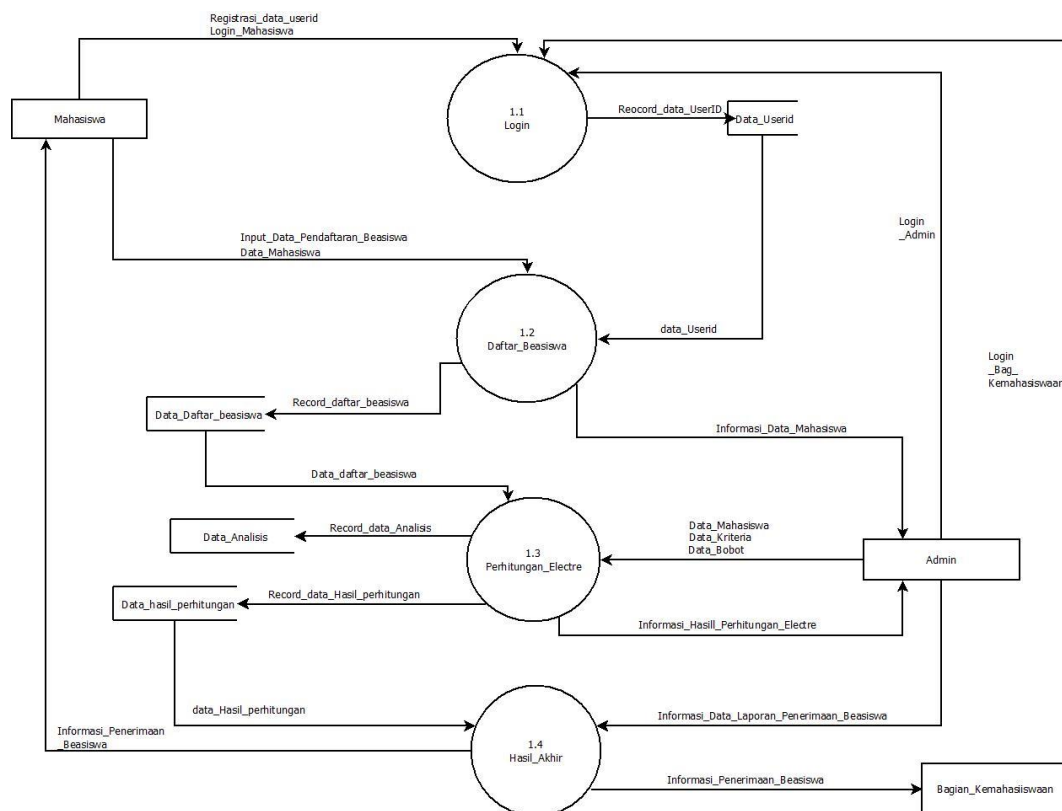 Registrasi_data_userid
Login_Mahasiswa
Mahasiswa
1.1
Login
Reocord_data_UserID
Data_Userid
Login
_Admin
Input_Data_Pendaftaran_Beasiswa
Data_Mahasiswa
1.2
Daftar_Beasiswa
data_Userid
Login
_Bag_
Kemahasiswaan
Record_daftar_beasiswa
Data_Daftar_beasiswa
Informasi_Data_Mahasiswa
Data_daftar_beasiswa
Record_data_Analisis
Data_Analisis
1.3
Perhitungan_Electre
Data_Mahasiswa
Data_Kriteria
Data_Bobot
Admin
Record_data_Hasil_perhitungan
Data_hasil_perhitungan
Informasi_Hasill_Perhitungan_Electre
data_Hasil_perhitungan
Informasi_Data_Laporan_Penerimaan_Beasiswa
Informasi_Penerimaan
_Beasiswa
1.4
Hasil_Akhir
Informasi_Penerimaan_Beasiswa
Bagian_Kemahasiiswaan